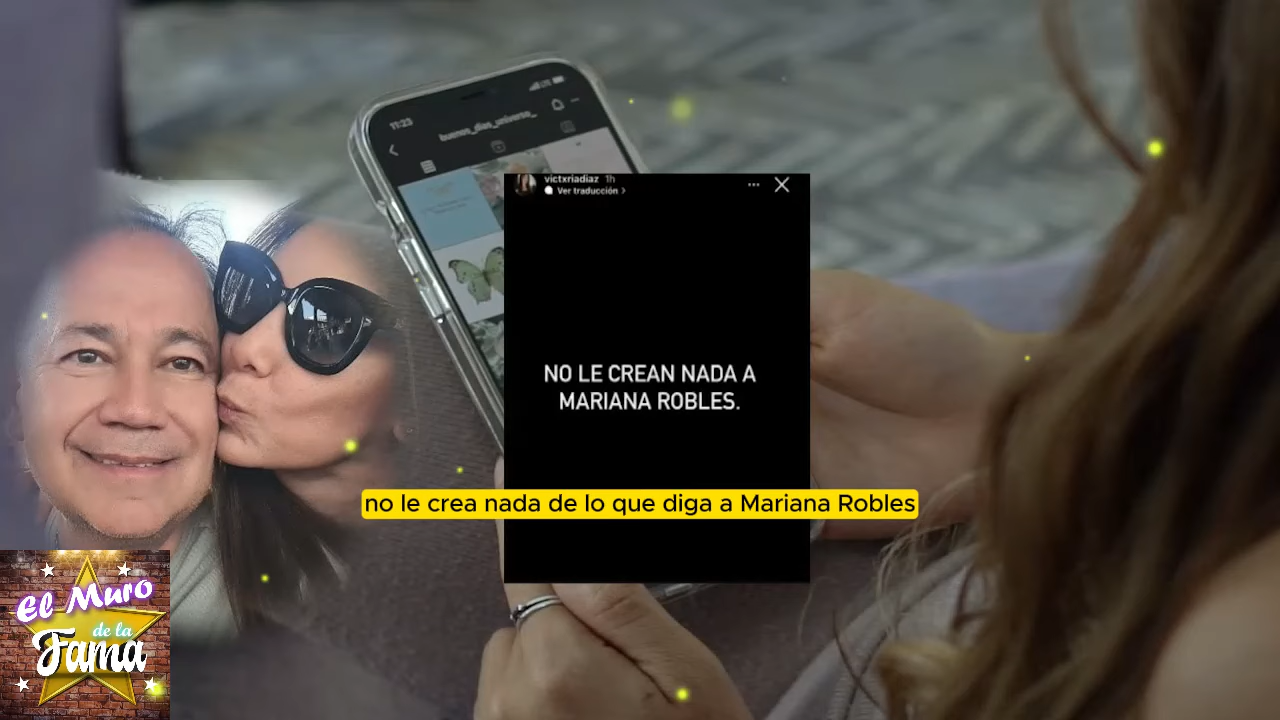 11:23
LTE
buenos_dias_universo_
victxriadiaz 1h
Ver traducción >
NO LE CREAN NADA A
MARIANA ROBLES.
no le crea nada de lo que diga a Mariana Robles
El Muro
de la
Fama